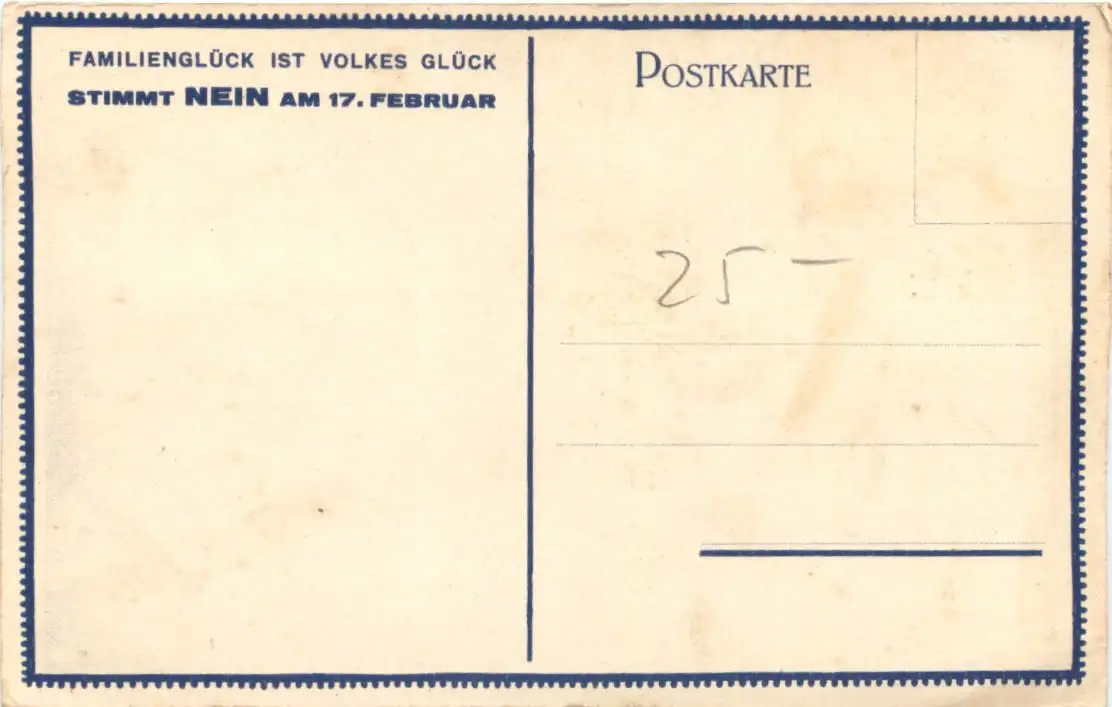 FAMILIENGLÜCK IST VOLKES GLÜCK
STIMMT NEIN AM 17. FEBRUAR
POSTKARTE
25 —